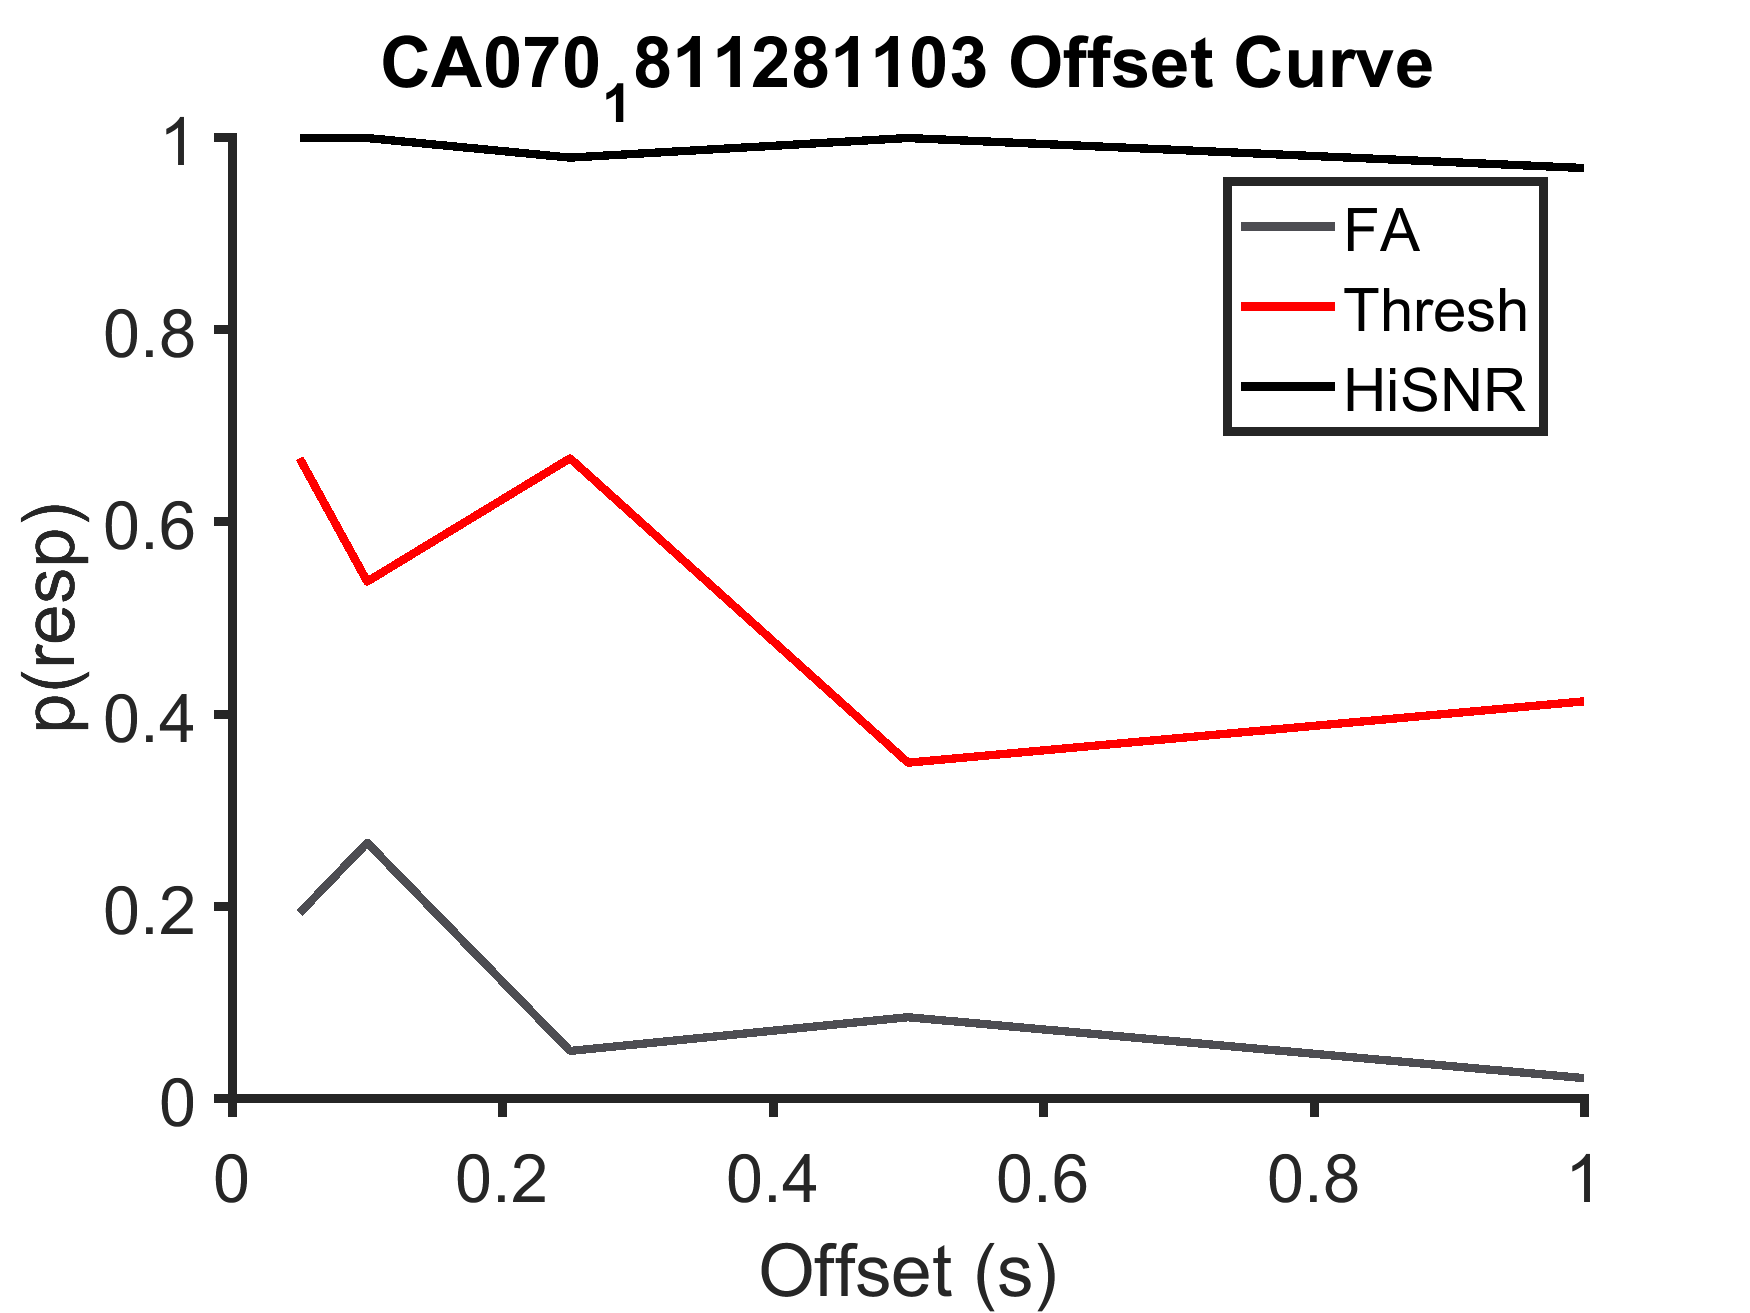 CA070₁811281103 Offset Curve
1
0.8
0.6
0.4
0.2
0
p(resp)
FA
Thresh
HiSNR
0 0.2 0.4 0.6 0.8 1
Offset (s)